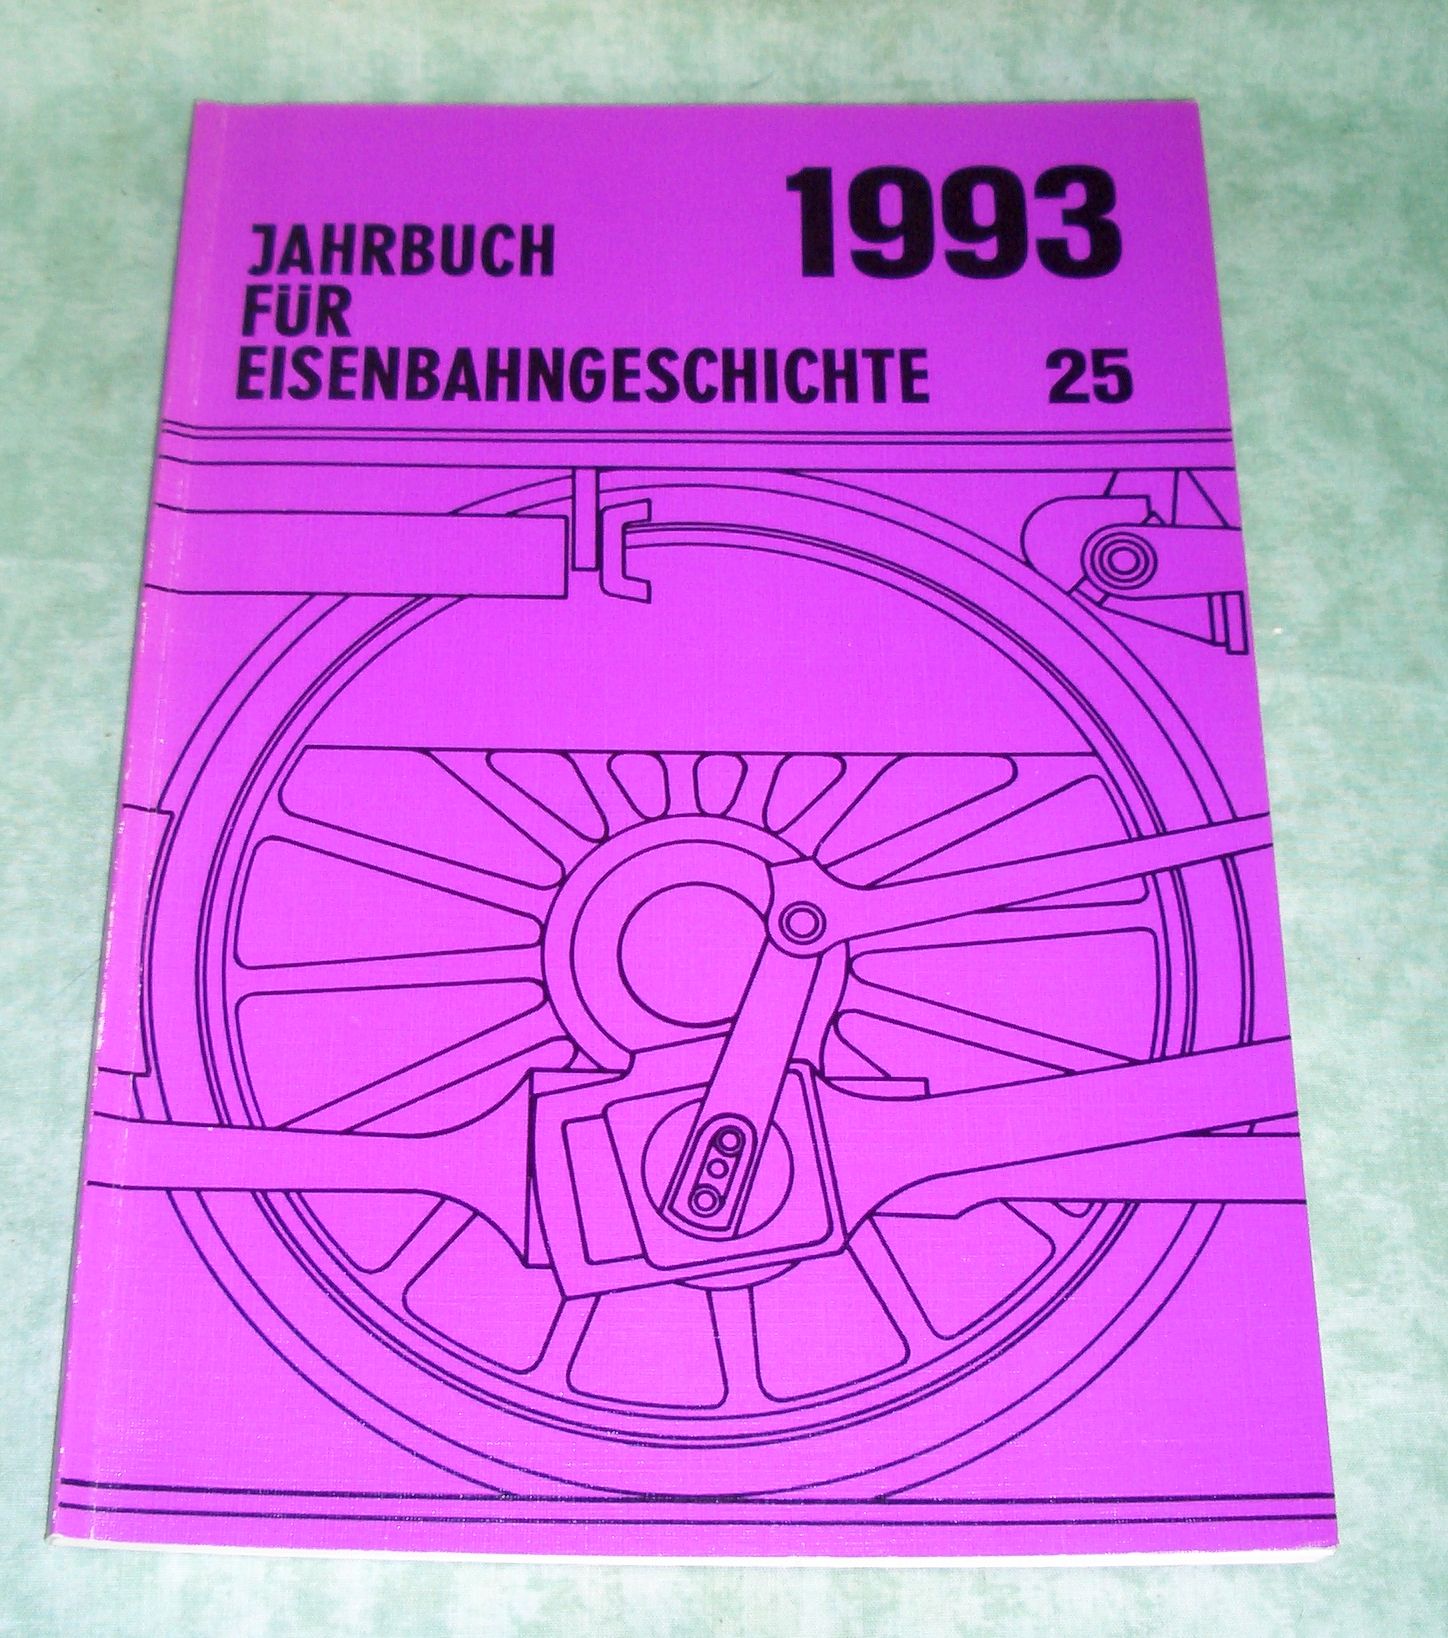 1993
JAHRBUCH
FÜR
EISENBAHNGESCHICHTE 25